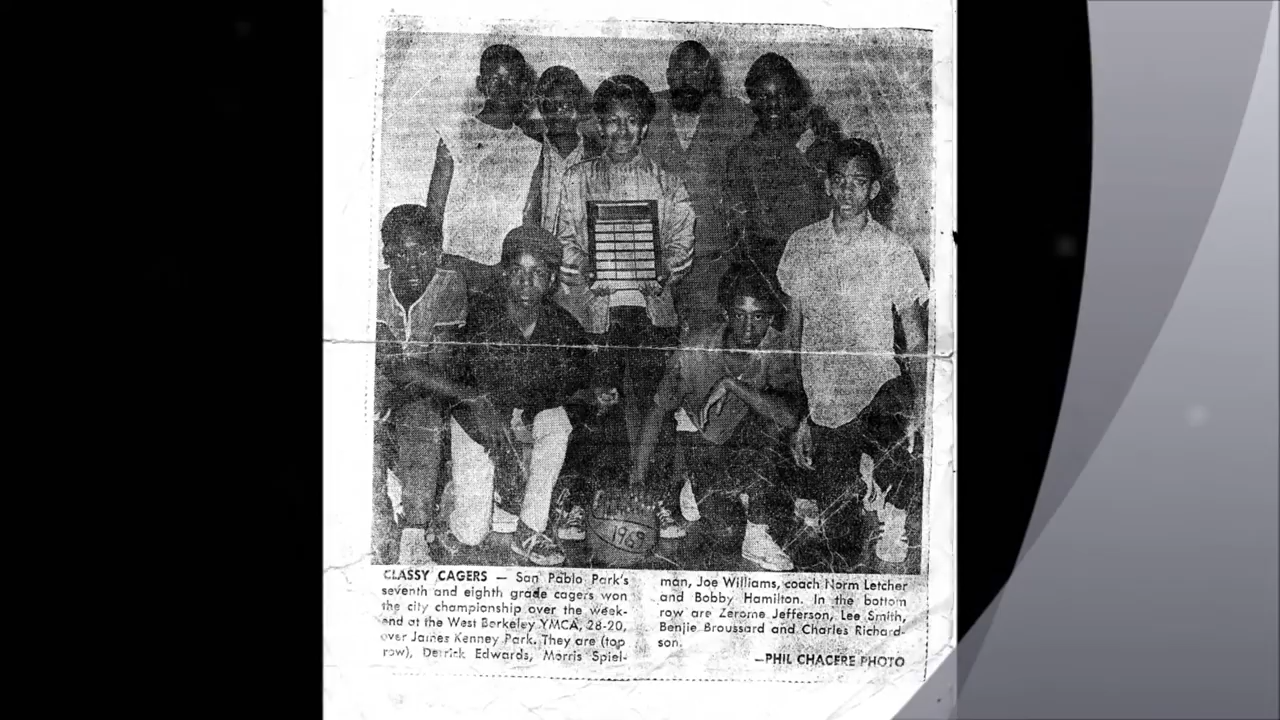 1969
CLASSY CAGERS — San Pablo Park's
seventh and eighth grade cagers won
the city championship over the week-
end at the West Berkeley YMCA, 28-20,
over James Kenney Park. They are (top
row), Derrick Edwards, Morris Spiel-
man, Joe Williams, coach Norm Letcher
and Bobby Hamilton. In the bottom
row are Zerome Jefferson, Lee Smith,
Benjie Broussard and Charles Richard-
son.
—PHIL CHACERE PHOTO